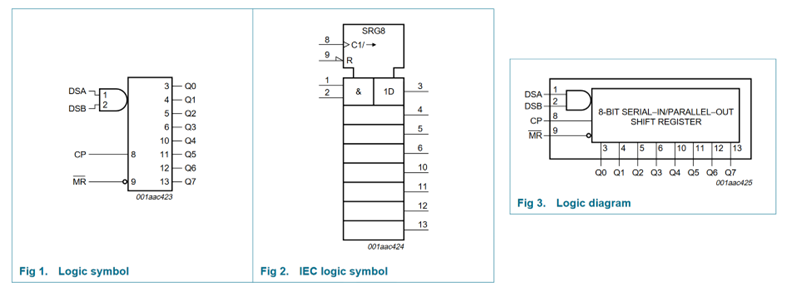 DSA 1
DSB 2
CP 8
MR 9
3 Q0
4 Q1
5 Q2
6 Q3
10 Q4
11 Q5
12 Q6
13 Q7
001aac423
Fig 1. Logic symbol
SRG8
8 C1/→
9 R
1
2
& 1D
3
4
5
6
10
11
12
13
001aac424
Fig 2. IEC logic symbol
DSA 1
DSB 2
CP 8
MR 9
8-BIT SERIAL-IN/PARALLEL-OUT
SHIFT REGISTER
3 4 5 6 10 11 12 13
Q0 Q1 Q2 Q3 Q4 Q5 Q6 Q7
001aac425
Fig 3. Logic diagram